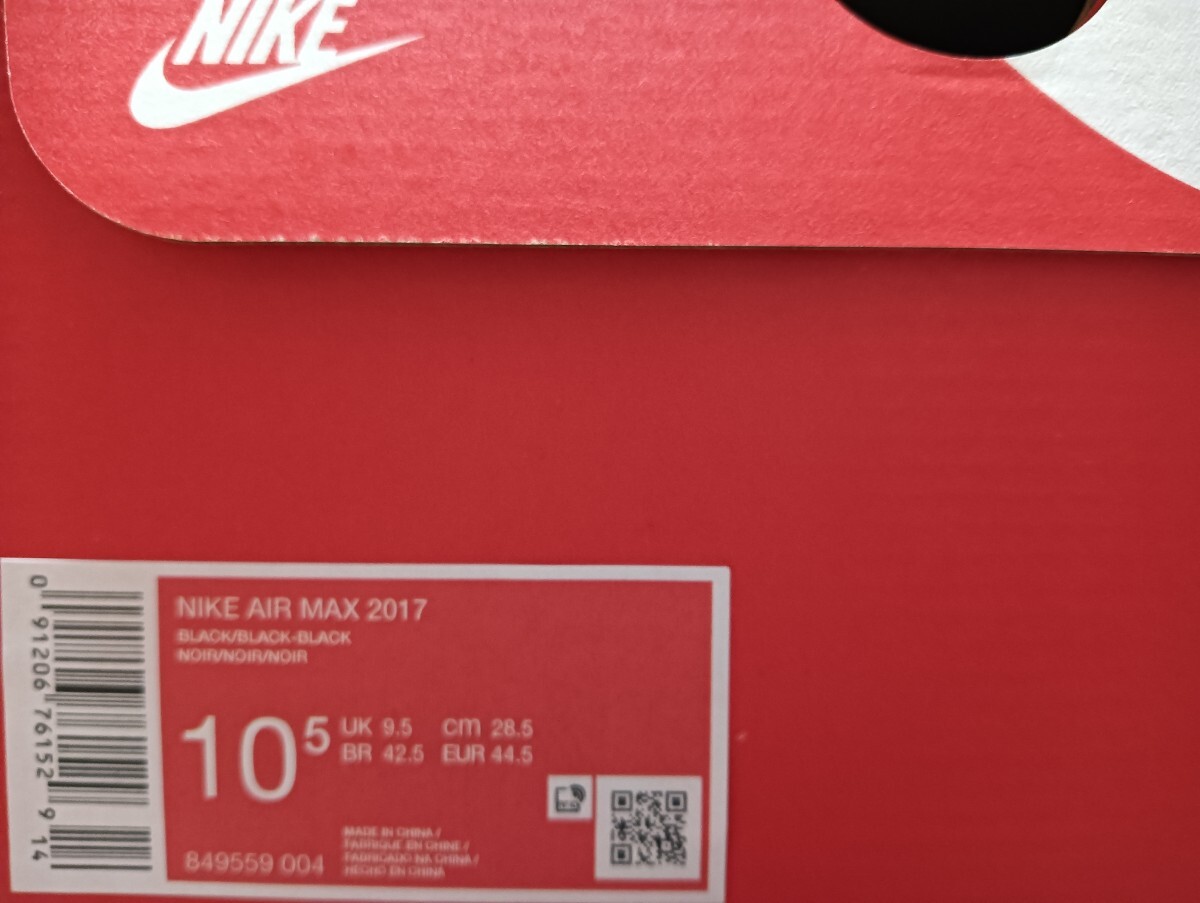 NIKE
NIKE AIR MAX 2017
BLACK/BLACK-BLACK
NOIR/NOIR/NOIR
10 5 UK 9.5 cm 28.5
BR 42.5 EUR 44.5
MADE IN CHINA /
FABRIQUE EN CHINE /
FABRICADO NA CHINA /
HECHO EN CHINA
849559 004
0 91206 76152 9 14